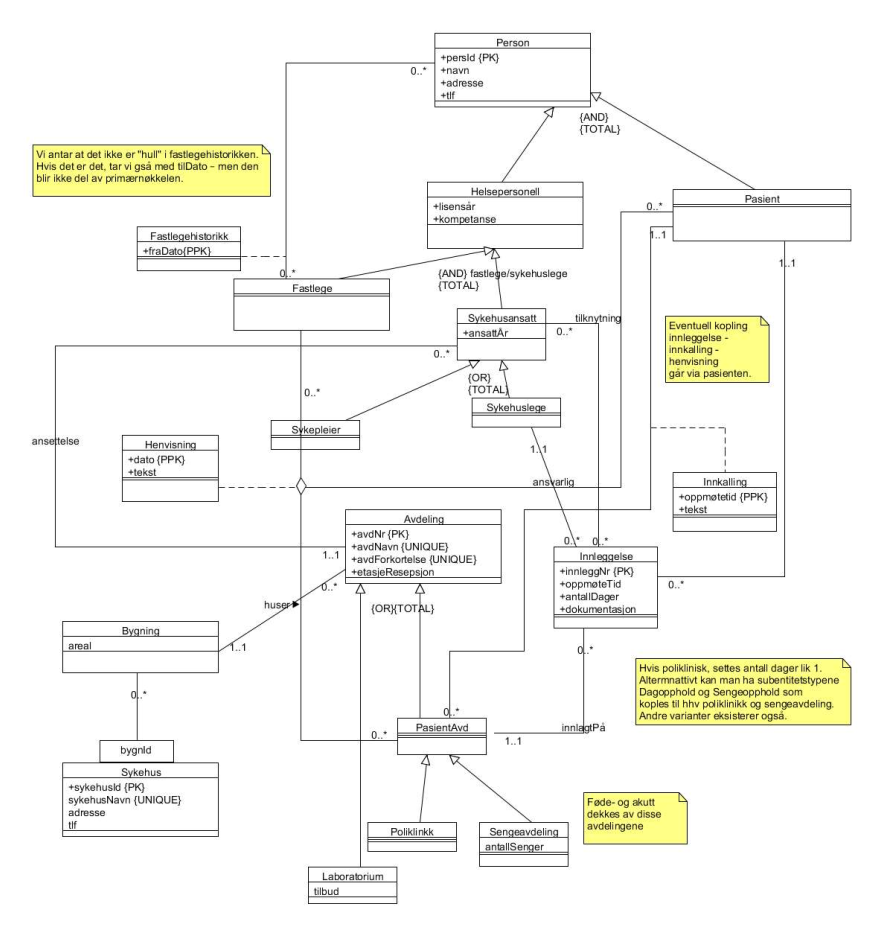 Person
+persId {PK}
+navn
+adresse
+tlf
0..*
{AND}
{TOTAL}
Vi antar at det ikke er "hull" i fastlegehistorikken.
Hvis det er det, tar vi gså med tilDato – men den
blir ikke del av primærnøkkelen.
Helsepersonell
+lisensår
+kompetanse
Pasient
0..*
1..1
1..1
Fastlegehistorikk
+fraDato{PPK}
0..*
Fastlege
{AND} fastlege/sykehuslege
{TOTAL}
Sykehusansatt
+ansattÅr
tilknytning
0..*
0..*
Eventuell kopling
innleggelse -
innkalling -
henvisning
går via pasienten.
{OR}
{TOTAL}
0..*
Sykepleier
Sykehuslege
ansettelse
Henvisning
+dato {PPK}
+tekst
1..1
ansvarlig
Innkalling
+oppmøtetid {PPK}
+tekst
Avdeling
+avdNr {PK}
+avdNavn {UNIQUE}
+avdForkortelse {UNIQUE}
+etasjeResepsjon
1..1
0..*
0..*
0..*
Innleggelse
+innleggNr {PK}
+oppmøteTid
+antallDager
+dokumentasjon
0..*
huser
{OR}{TOTAL}
Bygning
areal
1..1
0..*
Hvis poliklinisk, settes antall dager lik 1.
Altermnattivt kan man ha subentitetstypene
Dagopphold og Sengeopphold som
koples til hhv poliklinikk og sengeavdeling.
Andre varianter eksisterer også.
0..*
0..*
PasientAvd
0..*
1..1
innlagtPå
bygnId
Sykehus
+sykehusId {PK}
sykehusNavn {UNIQUE}
adresse
tlf
Føde- og akutt
dekkes av disse
avdelingene
Poliklinkk
Sengeavdeling
antallSenger
Laboratorium
tilbud